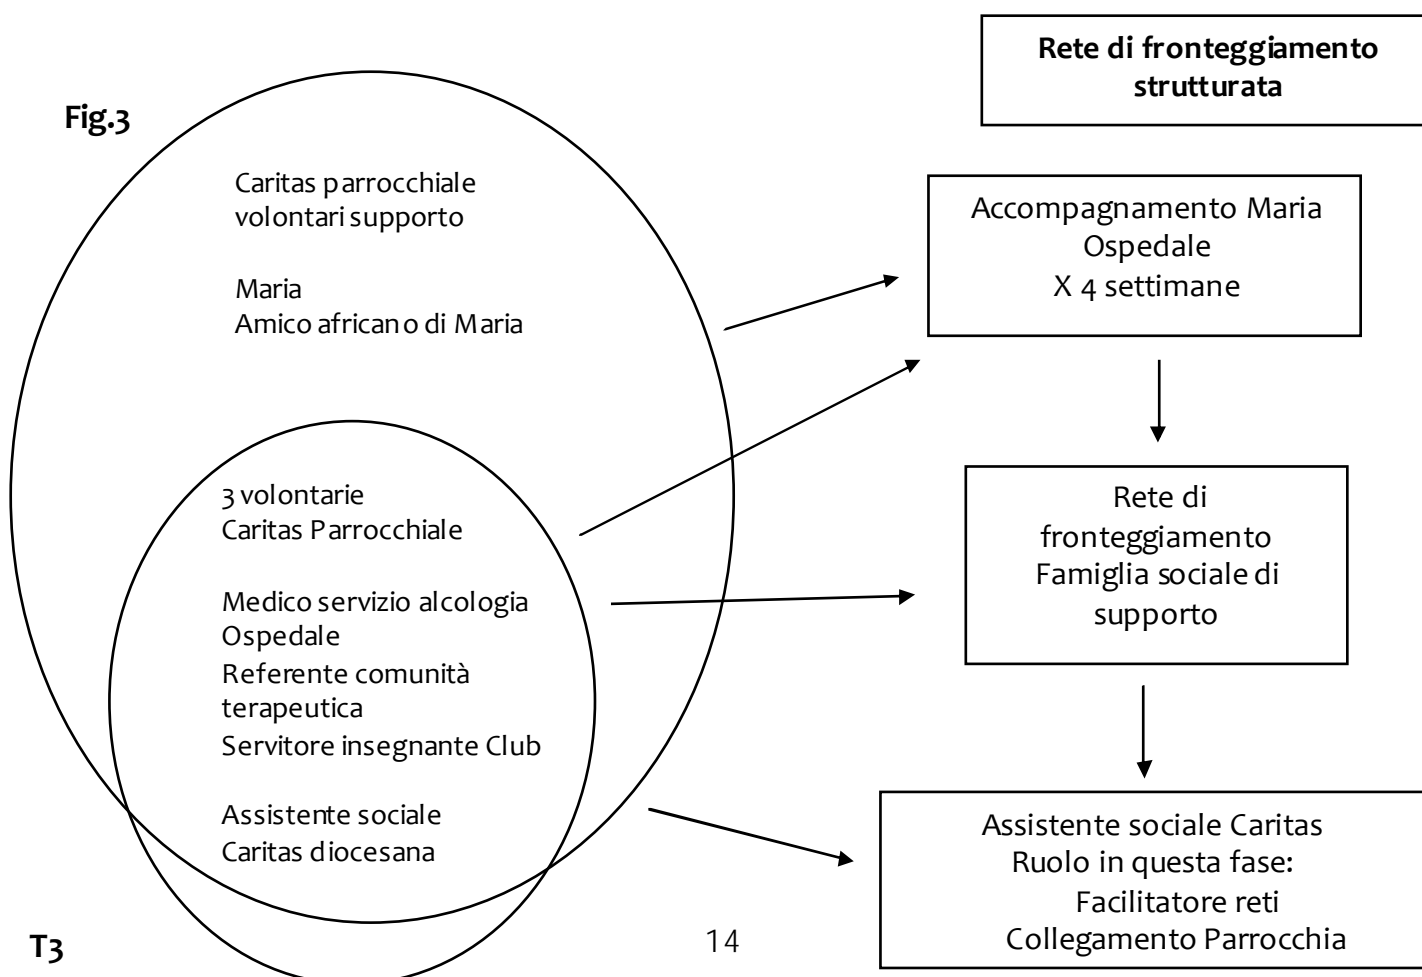 Fig.3
Caritas parrocchiale
volontari supporto
Maria
Amico africano di Maria
3 volontarie
Caritas Parrocchiale
Medico servizio alcologia
Ospedale
Referente comunità
terapeutica
Servitore insegnante Club
Assistente sociale
Caritas diocesana
T3
Rete di fronteggiamento
strutturata
Accompagnamento Maria
Ospedale
X 4 settimane
Rete di
fronteggiamento
Famiglia sociale di
supporto
Assistente sociale Caritas
Ruolo in questa fase:
Facilitatore reti
Collegamento Parrocchia
14